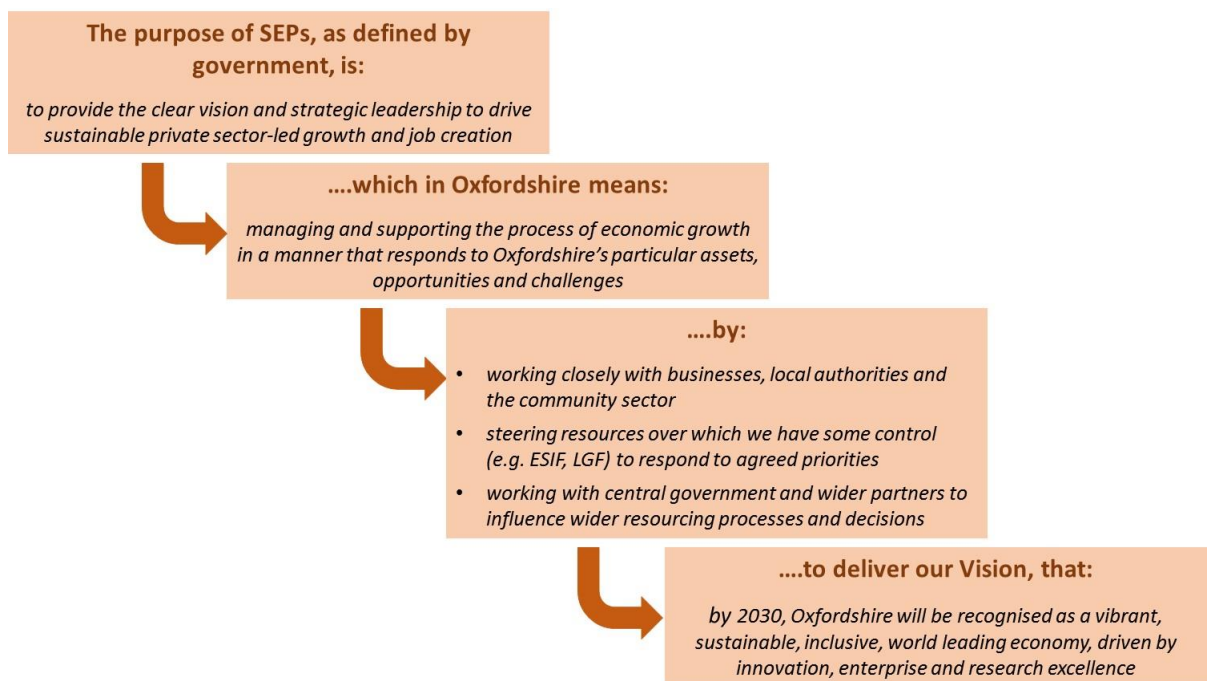 The purpose of SEPs, as defined by
government, is:
to provide the clear vision and strategic leadership to drive
sustainable private sector-led growth and job creation
....which in Oxfordshire means:
managing and supporting the process of economic growth
in a manner that responds to Oxfordshire's particular assets,
opportunities and challenges
....by:
• working closely with businesses, local authorities and
the community sector
• steering resources over which we have some control
(e.g. ESIF, LGF) to respond to agreed priorities
• working with central government and wider partners to
influence wider resourcing processes and decisions
....to deliver our Vision, that:
by 2030, Oxfordshire will be recognised as a vibrant,
sustainable, inclusive, world leading economy, driven by
innovation, enterprise and research excellence